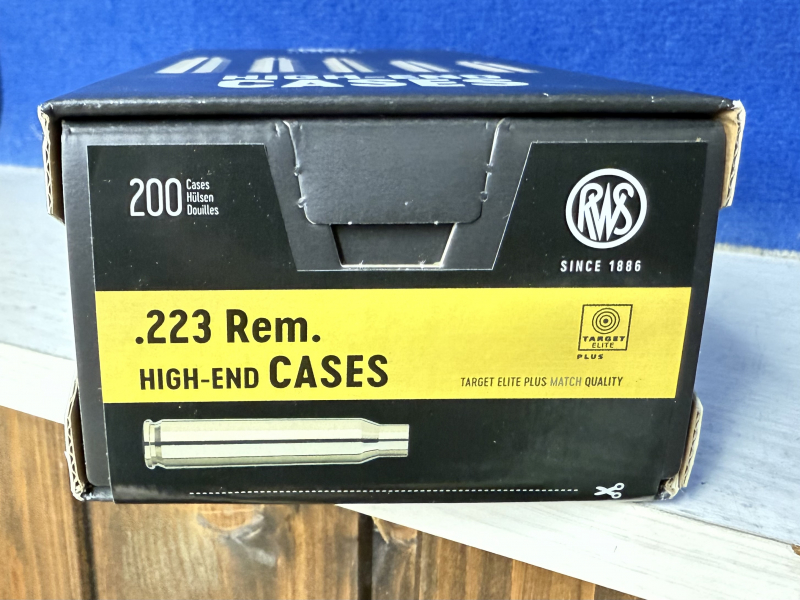 HIGH-END
CASES
200 Cases
Hülsen
Douilles
RWS
SINCE 1886
.223 Rem.
HIGH-END CASES
TARGET
ELITE
PLUS
TARGET ELITE PLUS MATCH QUALITY